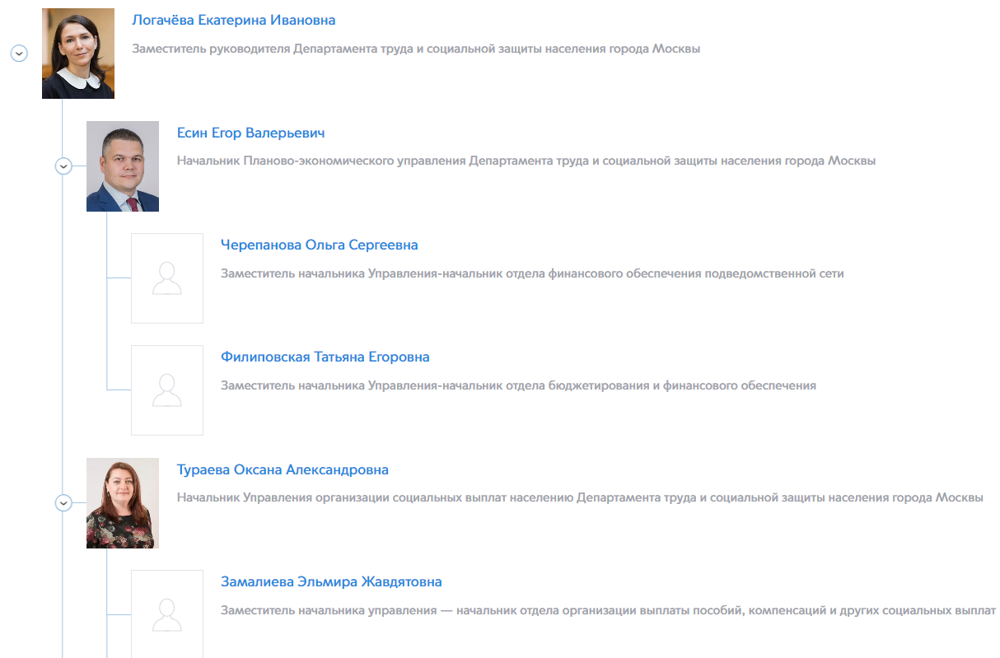 Логачёва Екатерина Ивановна
Заместитель руководителя Департамента труда и социальной защиты населения города Москвы
Есин Егор Валерьевич
Начальник Планово-экономического управления Департамента труда и социальной защиты населения города Москвы
Черепанова Ольга Сергеевна
Заместитель начальника Управления-начальник отдела финансового обеспечения подведомственной сети
Филиповская Татьяна Егоровна
Заместитель начальника Управления-начальник отдела бюджетирования и финансового обеспечения
Тураева Оксана Александровна
Начальник Управления организации социальных выплат населению Департамента труда и социальной защиты населения города Москвы
Замалиева Эльмира Жавдятовна
Заместитель начальника управления — начальник отдела организации выплаты пособий, компенсаций и других социальных выплат